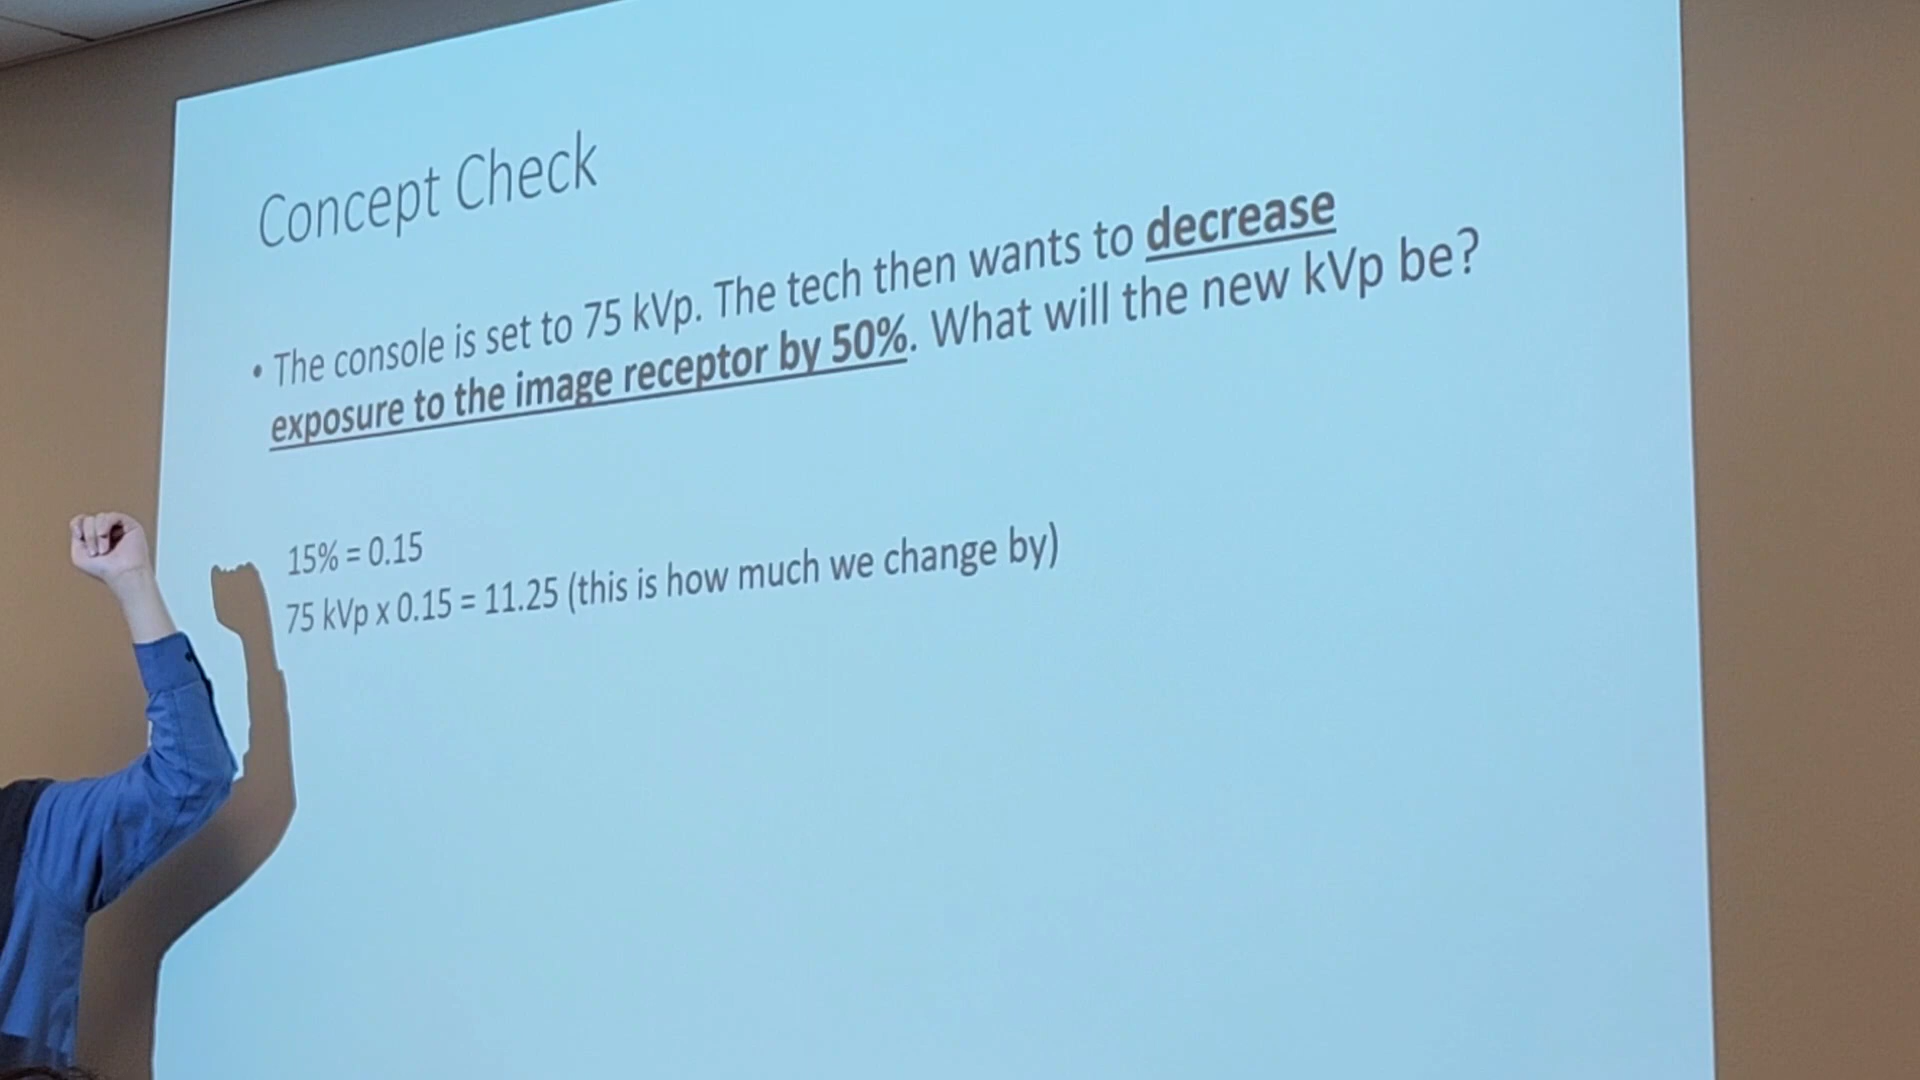 Concept Check
• The console is set to 75 kVp. The tech then wants to decrease
exposure to the image receptor by 50%. What will the new kVp be?
15% = 0.15
75 kVp x 0.15 = 11.25 (this is how much we change by)